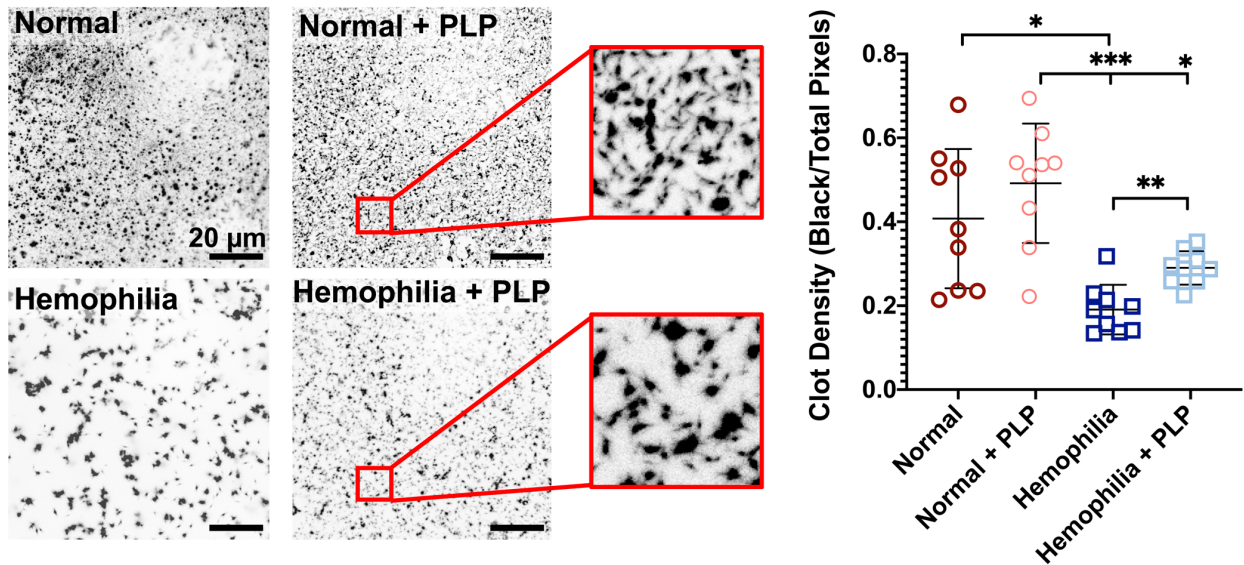 Normal
Normal + PLP
20 µm
Hemophilia
Hemophilia + PLP
*
***
*
**
Clot Density (Black/Total Pixels)
0.8
0.6
0.4
0.2
0.0
Normal
Normal + PLP
Hemophilia
Hemophilia + PLP